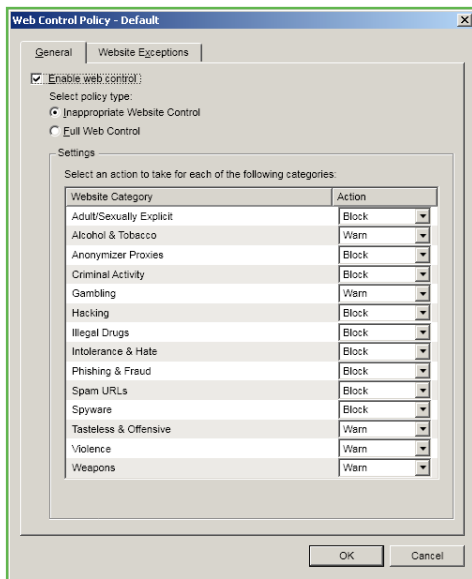 Web Control Policy - Default
General
Website Exceptions
Enable web control
Select policy type:
Inappropriate Website Control
Full Web Control
Settings
Select an action to take for each of the following categories:
Website Category Action
Adult/Sexually Explicit Block
Alcohol & Tobacco Warn
Anonymizer Proxies Block
Criminal Activity Block
Gambling Warn
Hacking Block
Illegal Drugs Block
Intolerance & Hate Block
Phishing & Fraud Block
Spam URLs Block
Spyware Block
Tasteless & Offensive Warn
Violence Warn
Weapons Warn
OK Cancel